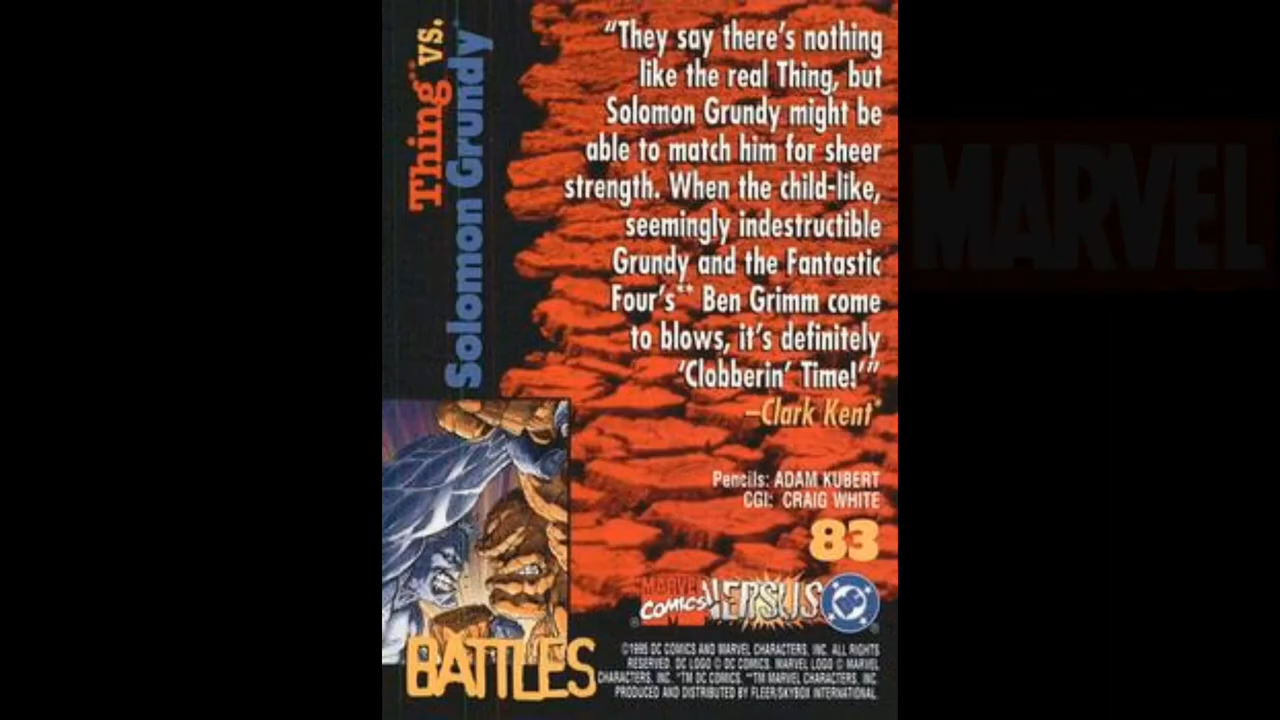 Thing** vs.
Solomon Grundy*
“They say there’s nothing
like the real Thing, but
Solomon Grundy might be
able to match him for sheer
strength. When the child-like,
seemingly indestructible
Grundy and the Fantastic
Four’s** Ben Grimm come
to blows, it’s definitely
‘Clobberin’ Time!’”
–Clark Kent*
Pencils: ADAM KUBERT
CGI: CRAIG WHITE
83
MARVEL
COMICS VERSUS DC
BATTLES
©1995 DC COMICS AND MARVEL CHARACTERS, INC. ALL RIGHTS
RESERVED. DC LOGO © DC COMICS. MARVEL LOGO © MARVEL
CHARACTERS, INC. *TM DC COMICS. **TM MARVEL CHARACTERS, INC.
PRODUCED AND DISTRIBUTED BY FLEER/SKYBOX INTERNATIONAL.
MARVEL